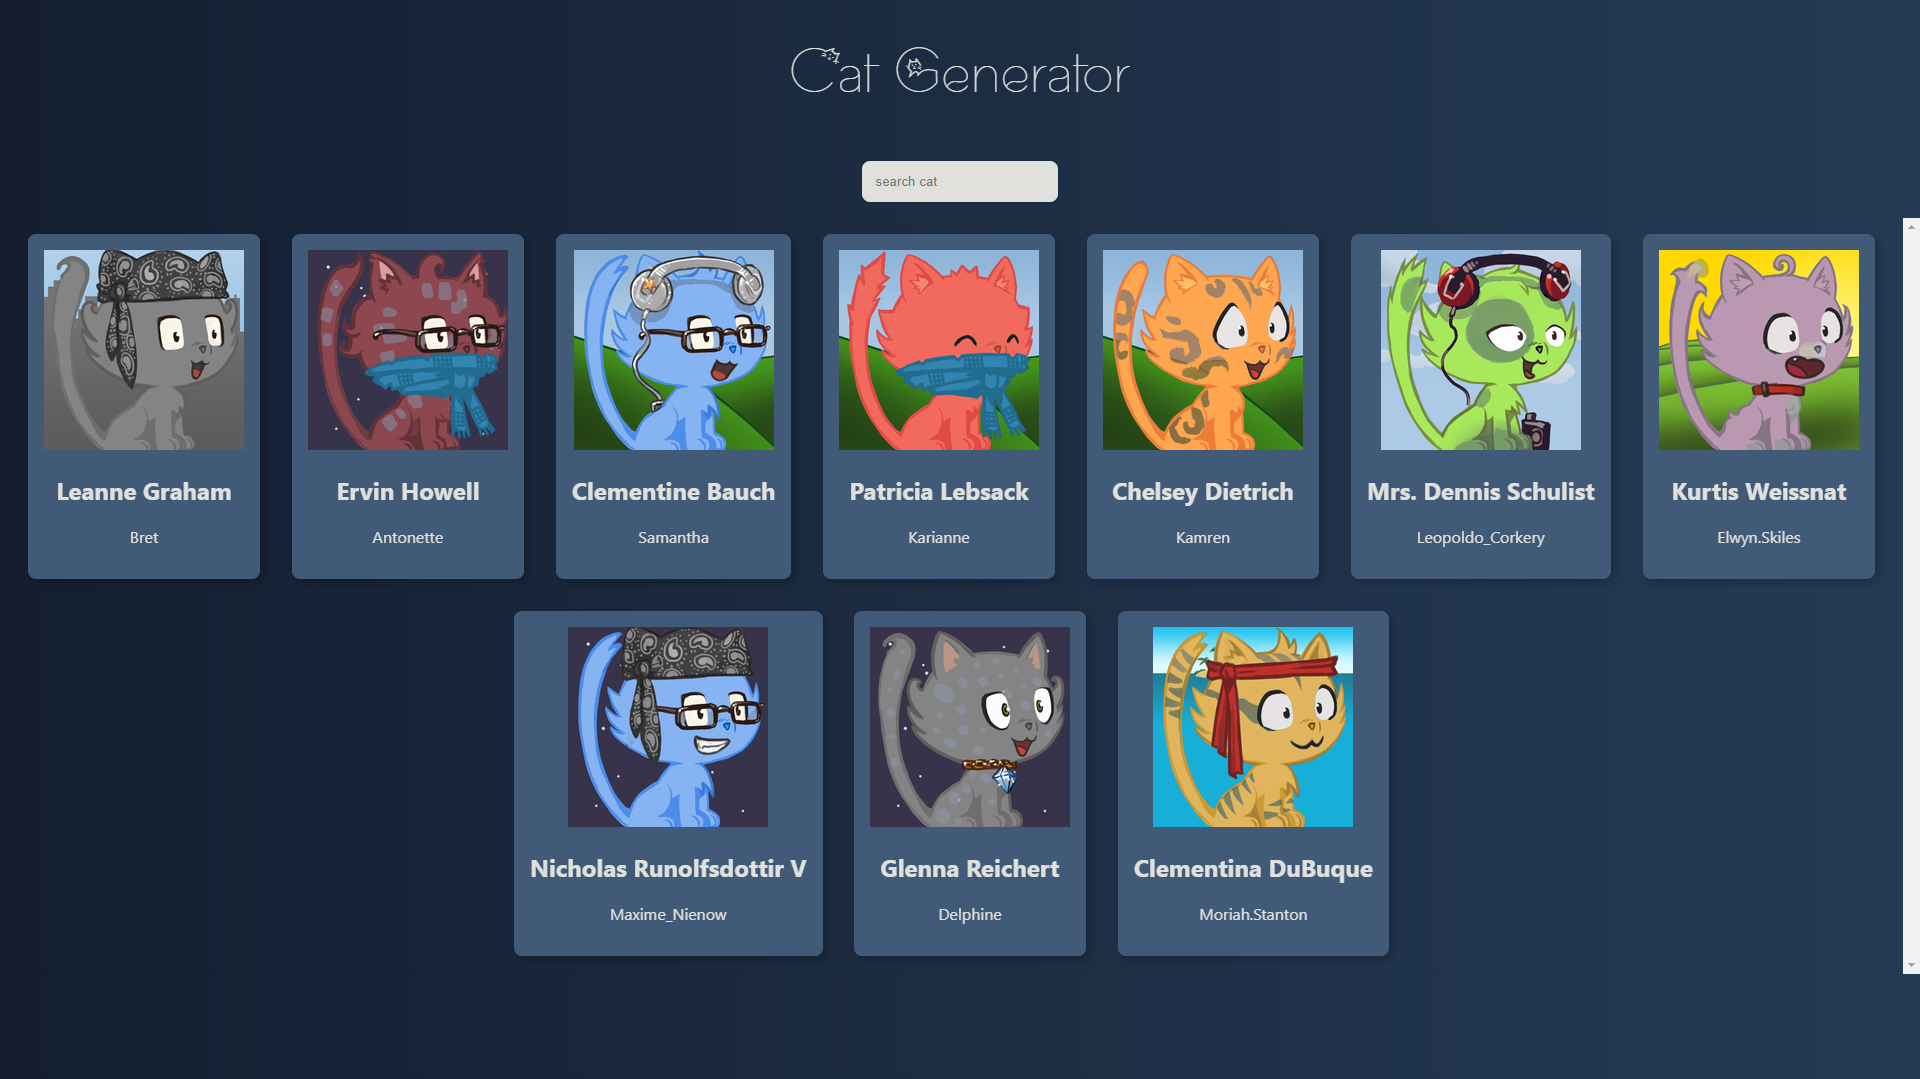 Cat Generator
search cat
Leanne Graham
Bret
Ervin Howell
Antonette
Clementine Bauch
Samantha
Patricia Lebsack
Karianne
Chelsey Dietrich
Kamren
Mrs. Dennis Schulist
Leopoldo_Corkery
Kurtis Weissnat
Elwyn.Skiles
Nicholas Runolfsdottir V
Maxime_Nienow
Glenna Reichert
Delphine
Clementina DuBuque
Moriah.Stanton